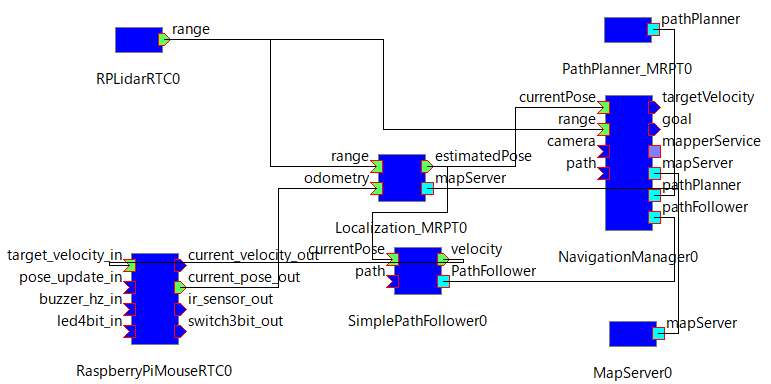 range
RPLidarRTC0
pathPlanner
PathPlanner_MRPT0
currentPose
range
camera
path
targetVelocity
goal
mapperService
mapServer
pathPlanner
pathFollower
NavigationManager0
range
odometry
estimatedPose
mapServer
Localization_MRPT0
currentPose
path
velocity
PathFollower
SimplePathFollower0
target_velocity_in
pose_update_in
buzzer_hz_in
led4bit_in
current_velocity_out
current_pose_out
ir_sensor_out
switch3bit_out
RaspberryPiMouseRTC0
mapServer
MapServer0